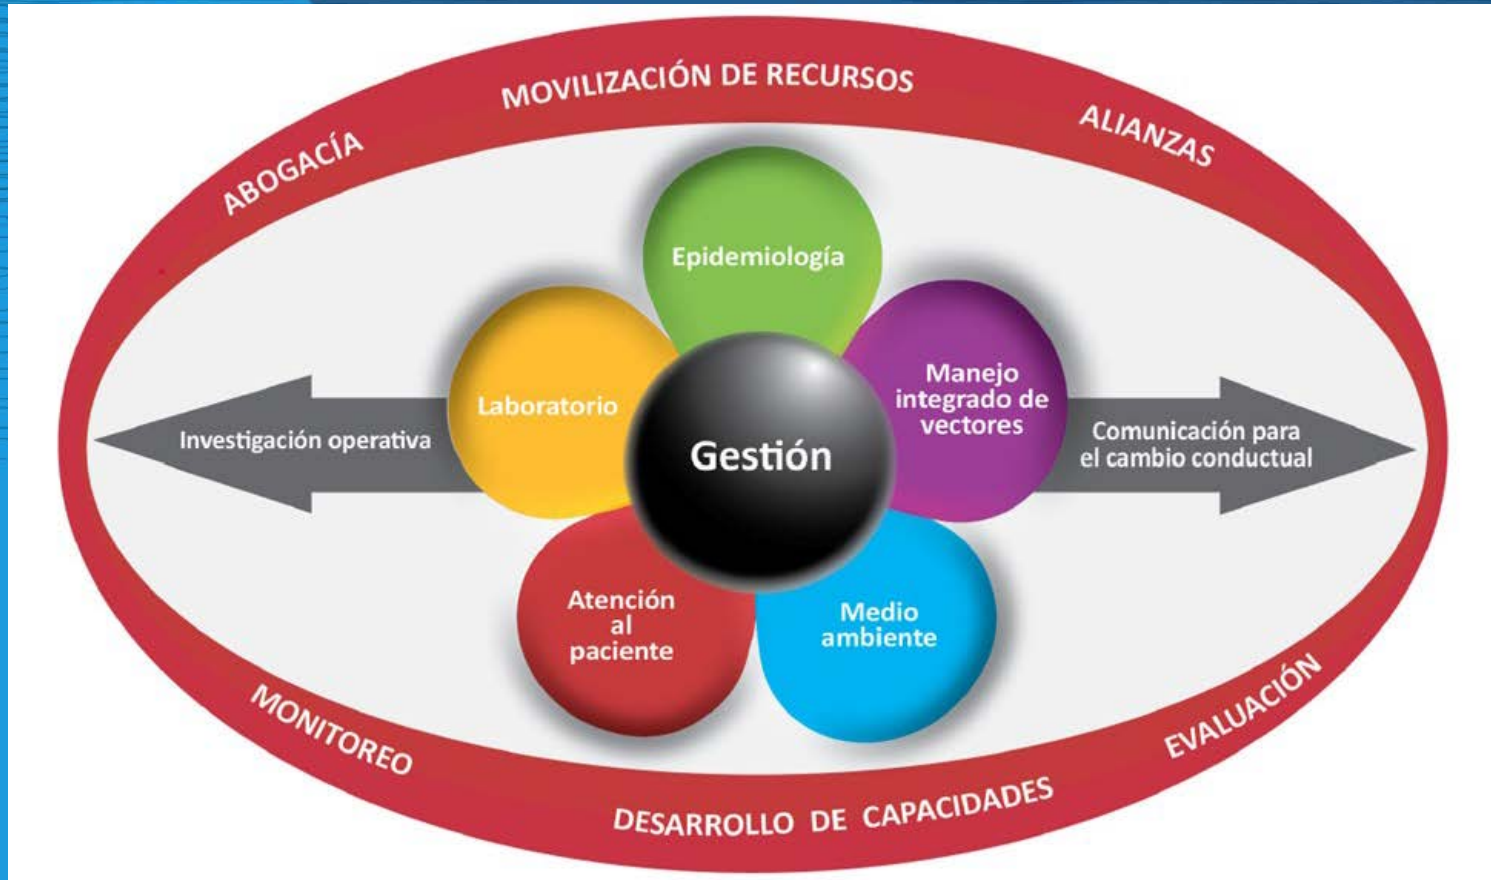 ABOGACÍA
MOVILIZACIÓN DE RECURSOS
ALIANZAS
Epidemiología
Laboratorio
Manejo
integrado de
vectores
Investigación operativa
Gestión
Comunicación para
el cambio conductual
Atención
al
paciente
Medio
ambiente
MONITOREO
DESARROLLO DE CAPACIDADES
EVALUACIÓN